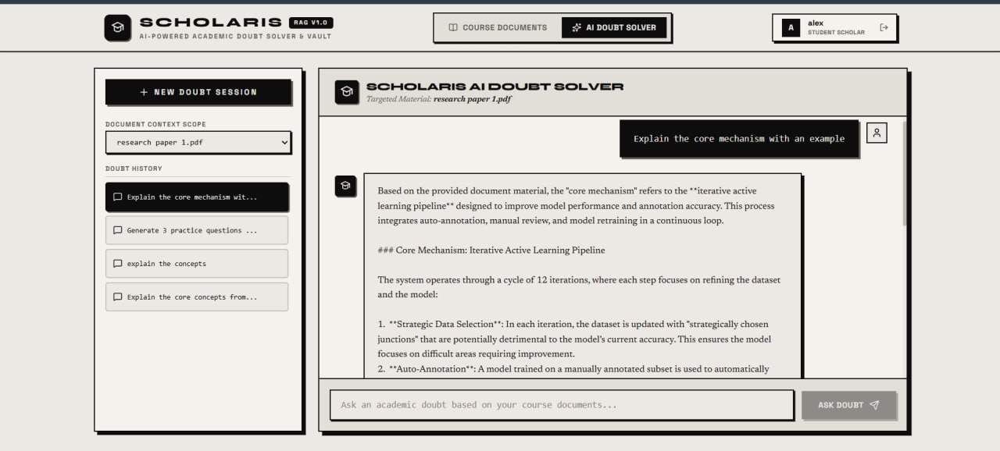 SCHOLARIS RAG V1.0
AI-POWERED ACADEMIC DOUBT SOLVER & VAULT
COURSE DOCUMENTS
AI DOUBT SOLVER
A
alex
STUDENT SCHOLAR
+ NEW DOUBT SESSION
DOCUMENT CONTEXT SCOPE
research paper 1.pdf
DOUBT HISTORY
Explain the core mechanism wit...
Generate 3 practice questions ...
explain the concepts
Explain the core concepts from...
SCHOLARIS AI DOUBT SOLVER
Targeted Material: research paper 1.pdf
Explain the core mechanism with an example
Based on the provided document material, the "core mechanism" refers to the **iterative active
learning pipeline** designed to improve model performance and annotation accuracy. This process
integrates auto-annotation, manual review, and model retraining in a continuous loop.
### Core Mechanism: Iterative Active Learning Pipeline
The system operates through a cycle of 12 iterations, where each step focuses on refining the dataset
and the model:
1. **Strategic Data Selection**: In each iteration, the dataset is updated with "strategically chosen
junctions" that are potentially detrimental to the model's current accuracy. This ensures the model
focuses on difficult areas requiring improvement.
2. **Auto-Annotation**: A model trained on a manually annotated subset is used to automatically
Ask an academic doubt based on your course documents...
ASK DOUBT